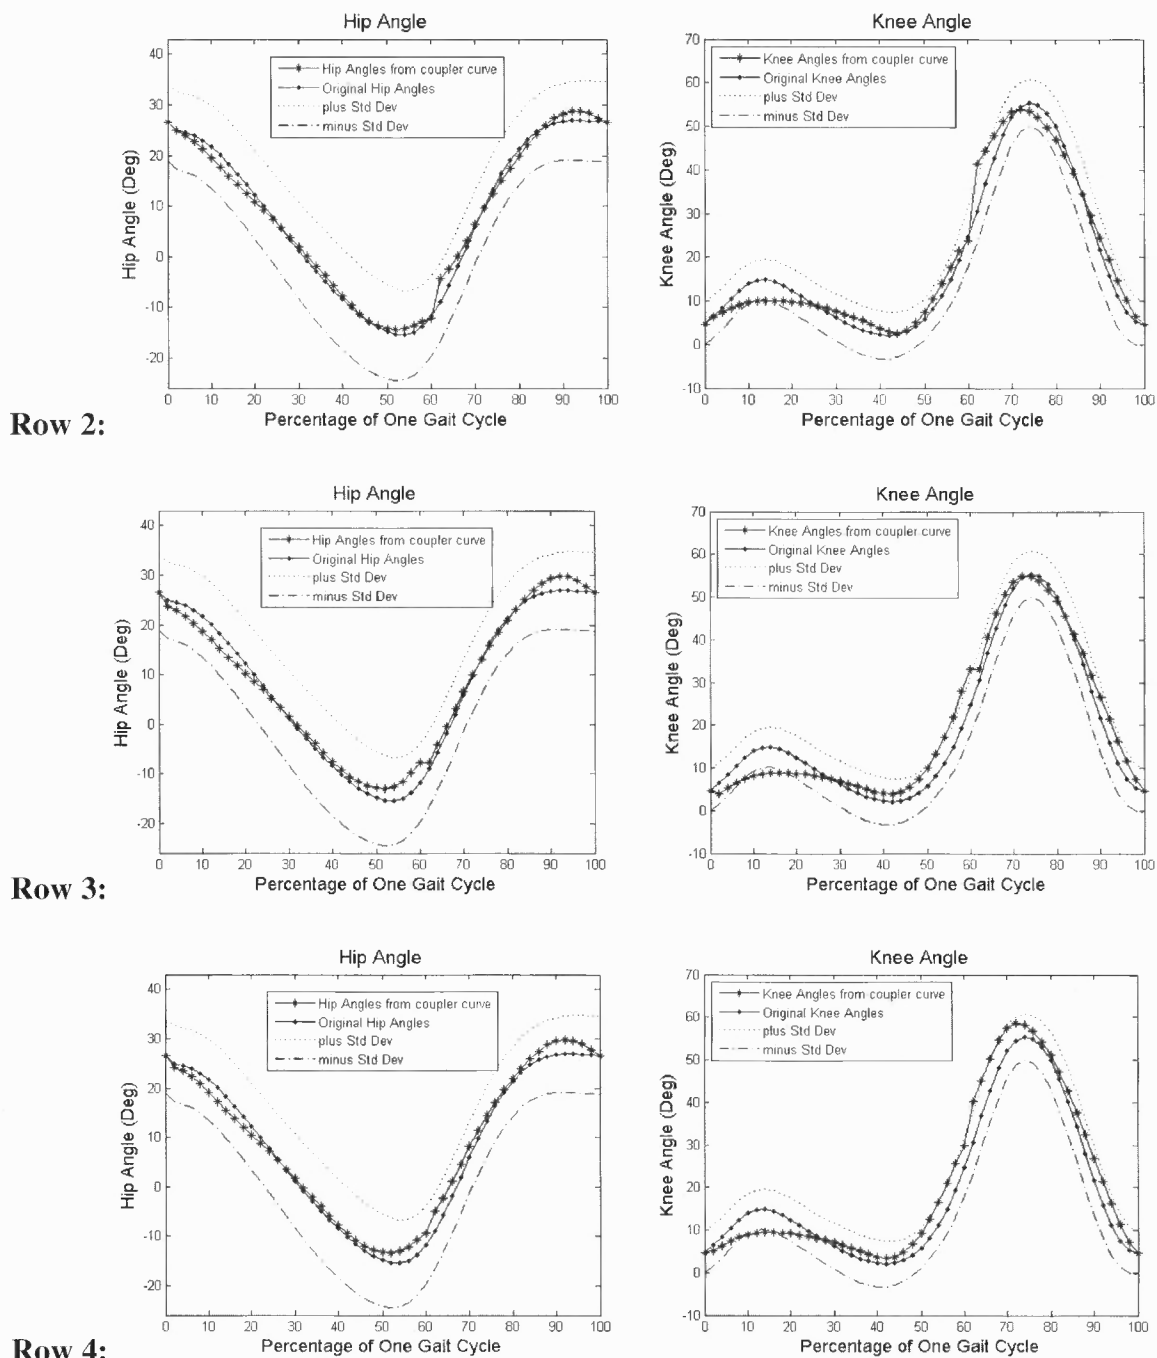 Hip Angle
Hip Angles from coupler curve
Original Hip Angles
plus Std Dev
minus Std Dev
40
30
20
10
0
-10
-20
Hip Angle (Deg)
0 10 20 30 40 50 60 70 80 90 100
Percentage of One Gait Cycle
Knee Angle
Knee Angles from coupler curve
Original Knee Angles
plus Std Dev
minus Std Dev
70
60
50
40
30
20
10
0
-10
Knee Angle (Deg)
0 10 20 30 40 50 60 70 80 90 100
Percentage of One Gait Cycle
Row 2:
Hip Angle
Hip Angles from coupler curve
Original Hip Angles
plus Std Dev
minus Std Dev
40
30
20
10
0
-10
-20
Hip Angle (Deg)
0 10 20 30 40 50 60 70 80 90 100
Percentage of One Gait Cycle
Knee Angle
Knee Angles from coupler curve
Original Knee Angles
plus Std Dev
minus Std Dev
70
60
50
40
30
20
10
0
-10
Knee Angle (Deg)
0 10 20 30 40 50 60 70 80 90 100
Percentage of One Gait Cycle
Row 3:
Hip Angle
Hip Angles from coupler curve
Original Hip Angles
plus Std Dev
minus Std Dev
40
30
20
10
0
-10
-20
Hip Angle (Deg)
0 10 20 30 40 50 60 70 80 90 100
Percentage of One Gait Cycle
Knee Angle
Knee Angles from coupler curve
Original Knee Angles
plus Std Dev
minus Std Dev
70
60
50
40
30
20
10
0
-10
Knee Angle (Deg)
0 10 20 30 40 50 60 70 80 90 100
Percentage of One Gait Cycle
Row 4: